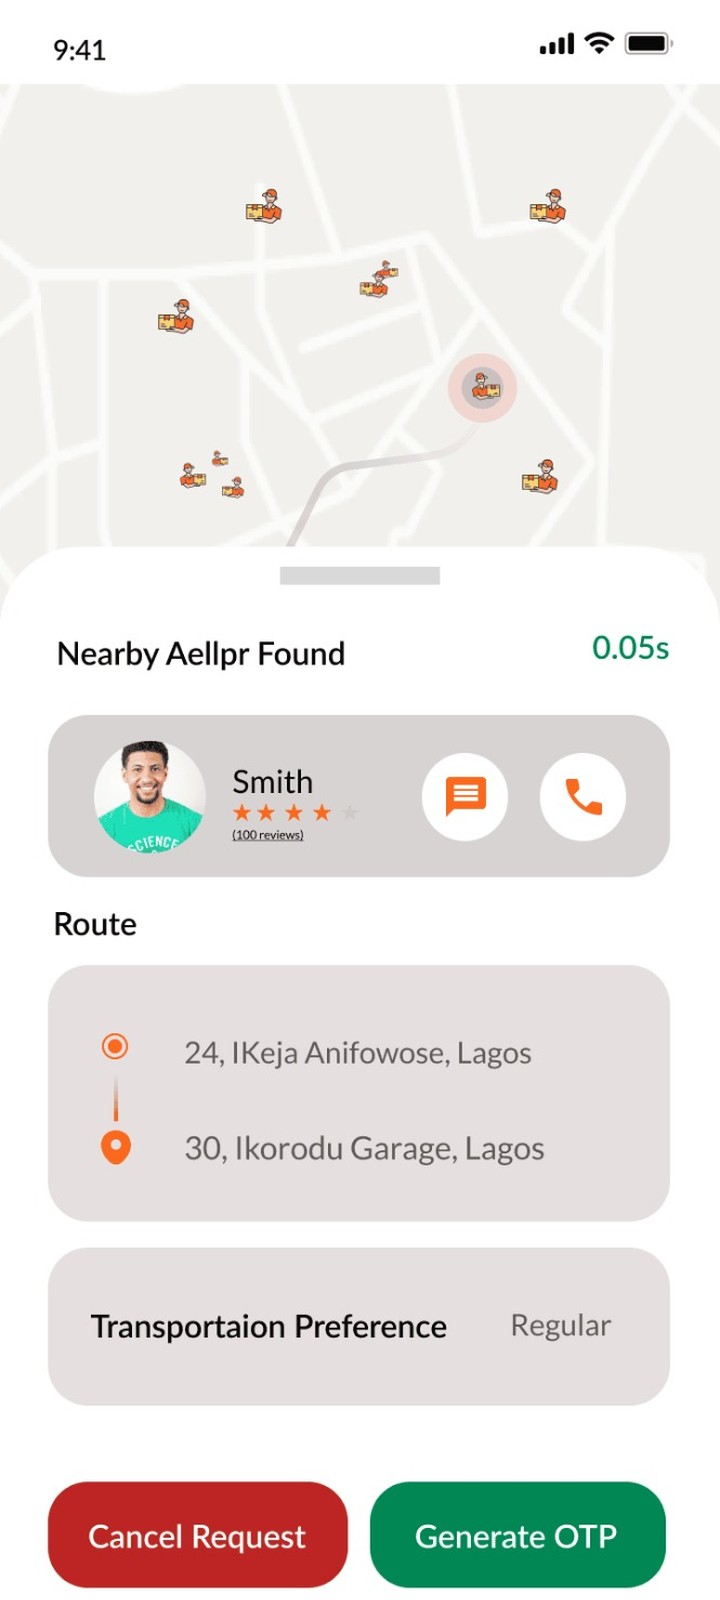 9:41
Nearby Aellpr Found
0.05s
Smith
(100 reviews)
SCIENCE
Route
24, IKeja Anifowose, Lagos
30, Ikorodu Garage, Lagos
Transportaion Preference
Regular
Cancel Request
Generate OTP